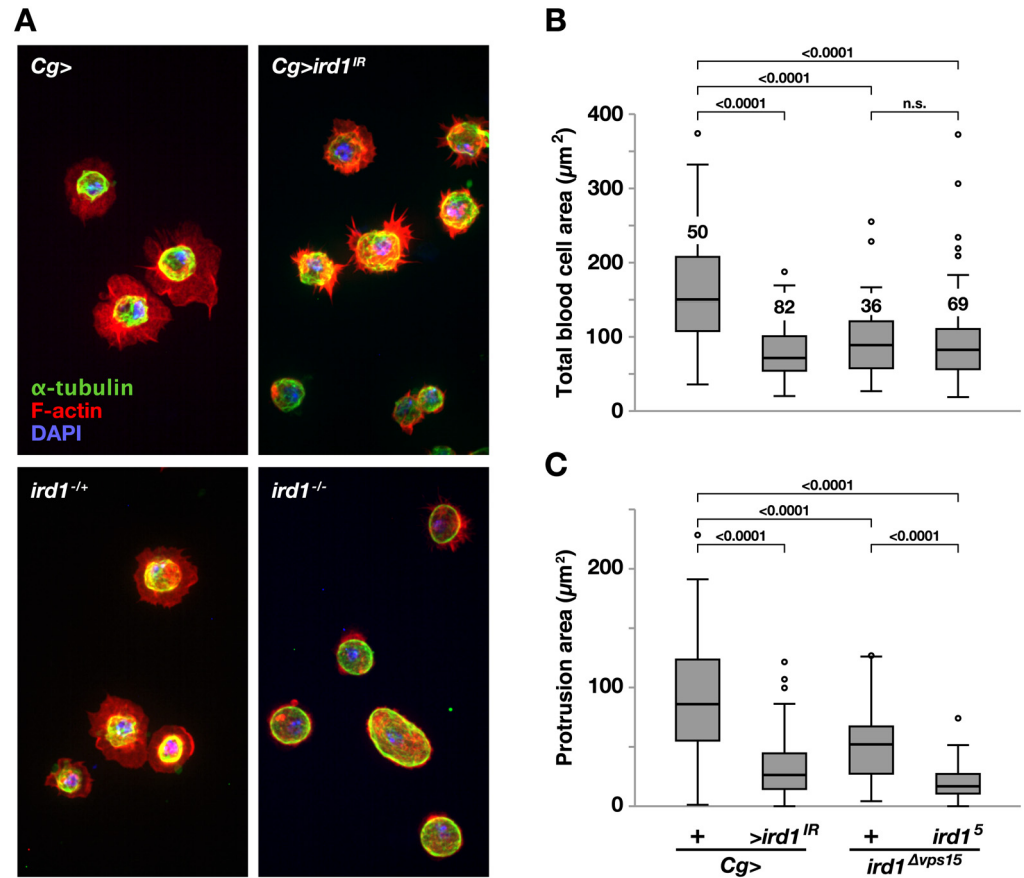 A
Cg>
Cg>ird1^IR
α-tubulin
F-actin
DAPI
ird1^-/+
ird1^-/-
B
<0.0001
<0.0001
<0.0001
n.s.
Total blood cell area (µm²)
400
300
200
100
0
50
82
36
69
C
<0.0001
<0.0001
<0.0001
<0.0001
Protrusion area (µm²)
200
100
0
+
>ird1^IR
+
ird1^5
Cg>
ird1^Δvps15